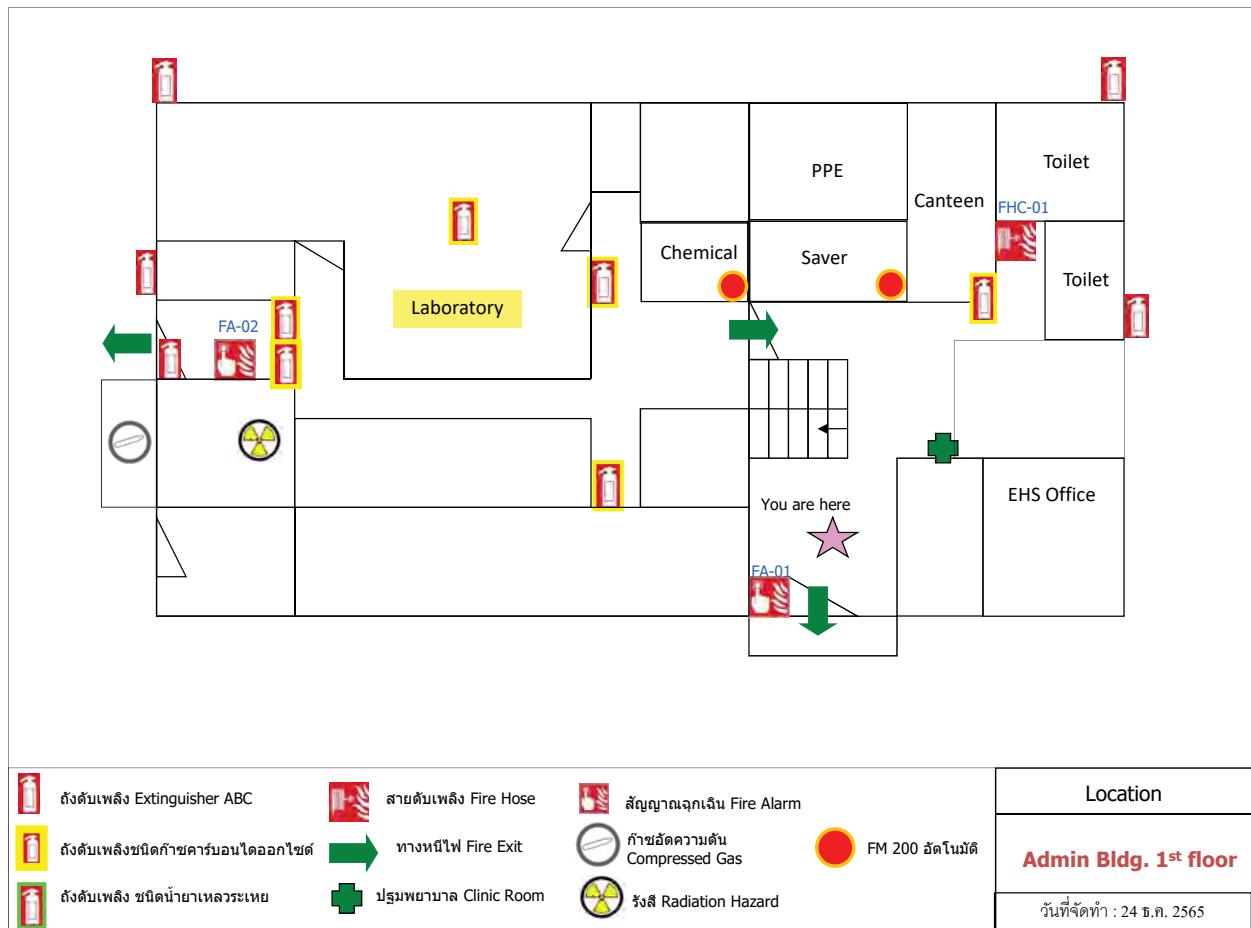 PPE
Toilet
Canteen
FHC-01
Chemical
Saver
Toilet
Laboratory
FA-02
You are here
EHS Office
FA-01
ถังดับเพลิง Extinguisher ABC
ถังดับเพลิงชนิดก๊าซคาร์บอนไดออกไซด์
ถังดับเพลิง ชนิดน้ำยาเหลวระเหย
สายดับเพลิง Fire Hose
ทางหนีไฟ Fire Exit
ปฐมพยาบาล Clinic Room
สัญญาณฉุกเฉิน Fire Alarm
ก๊าซอัดความดัน
Compressed Gas
รังสี Radiation Hazard
FM 200 อัตโนมัติ
Location
Admin Bldg. 1st floor
วันที่จัดทำ : 24 ธ.ค. 2565